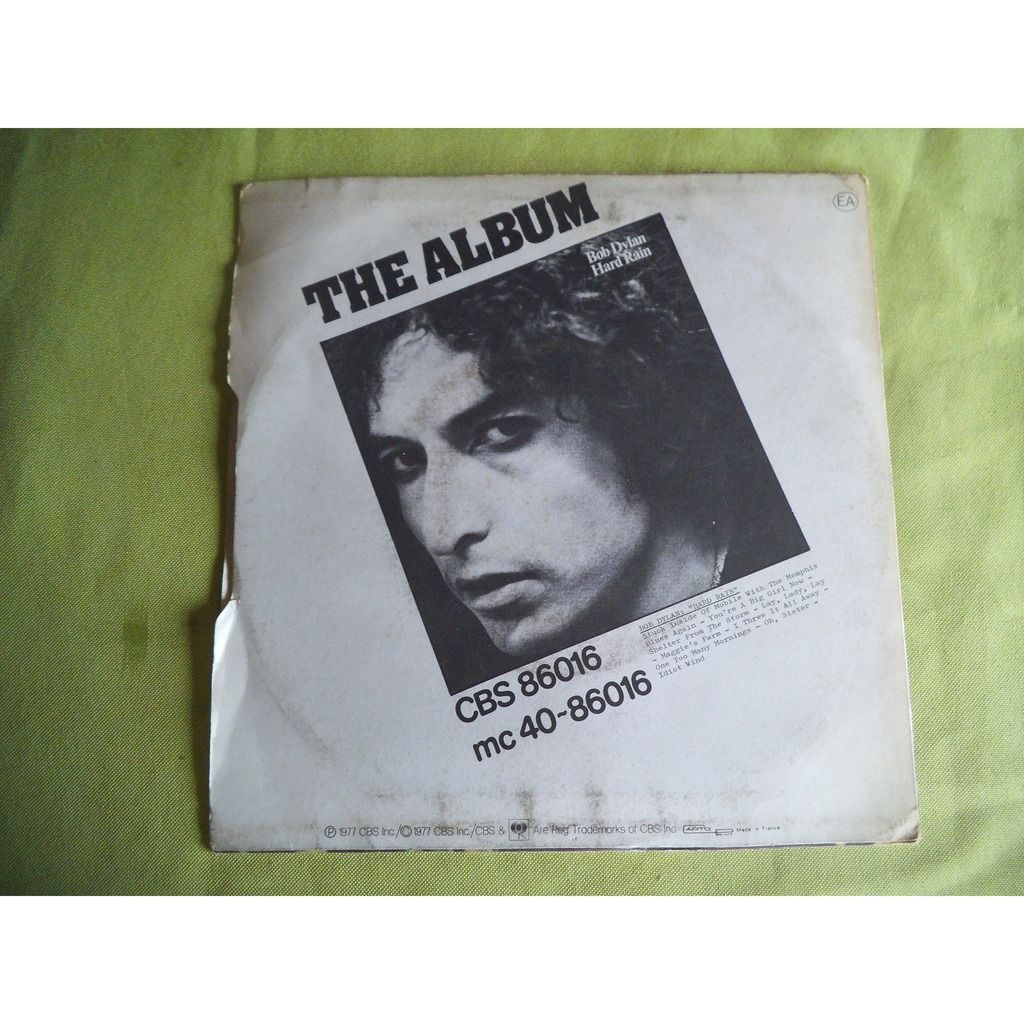 EA
THE ALBUM
Bob Dylan
Hard Rain
BOB DYLAN: "HARD RAIN"
Stuck Inside Of Mobile With The Memphis
Blues Again - You're A Big Girl Now -
Shelter From The Storm - Lay, Lady, Lay
- Maggie's Farm - I Threw It All Away -
One Too Many Mornings - Oh, Sister -
Idiot Wind
CBS 86016
mc 40-86016
℗ 1977 CBS Inc./© 1977 CBS Inc./CBS & Are Reg. Trademarks of CBS Inc. Made in France